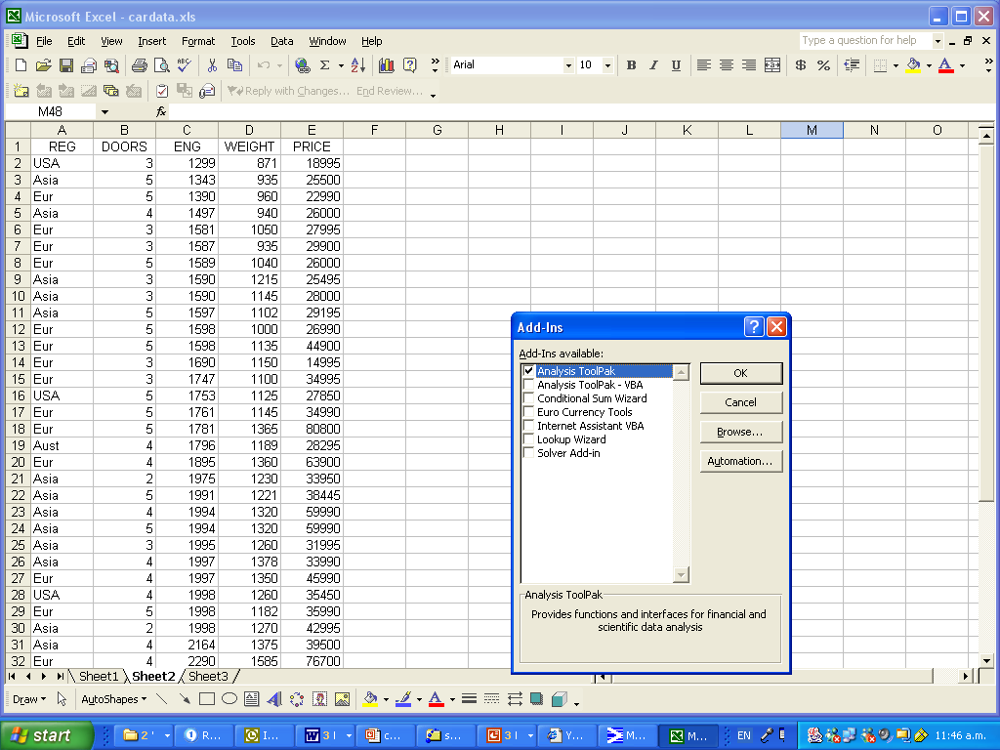 Microsoft Excel - cardata.xls
File Edit View Insert Format Tools Data Window Help Type a question for help
Arial 10 B I U $ %
Reply with Changes... End Review...
M48 fx
A B C D E F G H I J K L M N O
1 REG DOORS ENG WEIGHT PRICE
2 USA 3 1299 871 18995
3 Asia 5 1343 935 25500
4 Eur 5 1390 960 22990
5 Asia 4 1497 940 26000
6 Eur 3 1581 1050 27995
7 Eur 3 1587 935 29900
8 Eur 5 1589 1040 26000
9 Asia 3 1590 1215 25495
10 Asia 3 1590 1145 28000
11 Asia 5 1597 1102 29195
12 Eur 5 1598 1000 26990
13 Eur 5 1598 1135 44900
14 Eur 3 1690 1150 14995
15 Eur 3 1747 1100 34995
16 USA 5 1753 1125 27850
17 Eur 5 1761 1145 34990
18 Eur 5 1781 1365 80800
19 Aust 4 1796 1189 28295
20 Eur 4 1895 1360 63900
21 Asia 2 1975 1230 33950
22 Asia 5 1991 1221 38445
23 Asia 4 1994 1320 59990
24 Asia 5 1994 1320 59990
25 Asia 3 1995 1260 31995
26 Asia 4 1997 1378 33990
27 Eur 4 1997 1350 45990
28 USA 4 1998 1260 35450
29 Eur 5 1998 1182 35990
30 Asia 2 1998 1270 42995
31 Asia 4 2164 1375 39500
32 Eur 4 2290 1585 76700
Add-Ins
Add-Ins available:
Analysis ToolPak
Analysis ToolPak - VBA
Conditional Sum Wizard
Euro Currency Tools
Internet Assistant VBA
Lookup Wizard
Solver Add-in
OK
Cancel
Browse...
Automation...
Analysis ToolPak
Provides functions and interfaces for financial and
scientific data analysis
Sheet1 Sheet2 Sheet3
Draw AutoShapes
start 2 ' R... I... 3 I c... s... 3 I Y... M... M... EN 11:46 a.m.